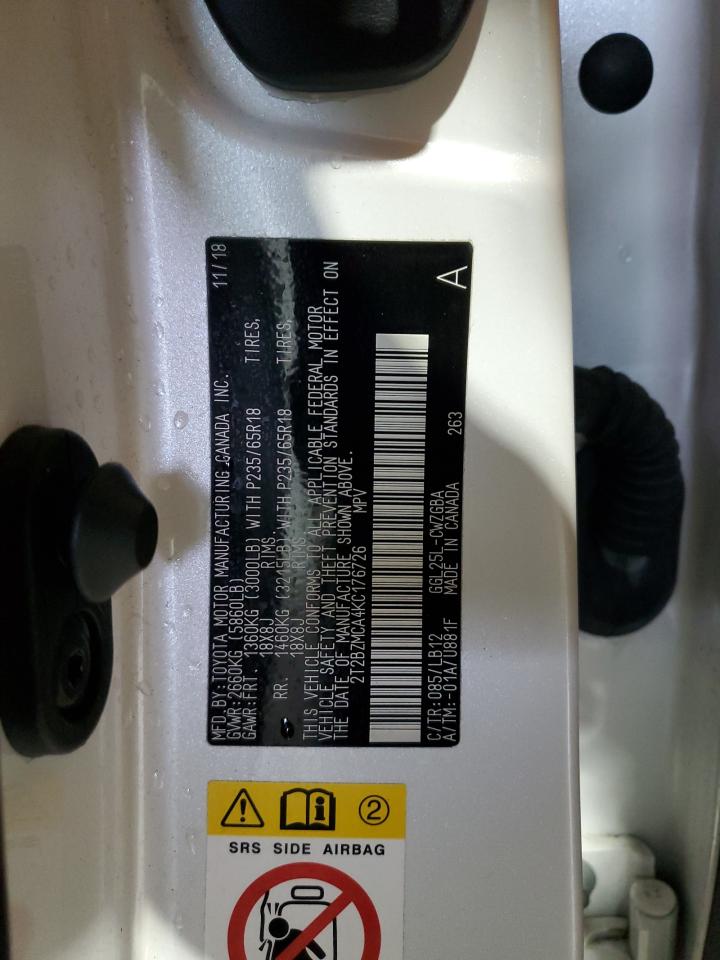 MFD.BY:TOYOTA MOTOR MANUFACTURING CANADA INC. 11/18
GVWR:2660KG (5860LB)
GAWR:FRT. 1360KG (3000LB) WITH P235/65R18 TIRES,
18X8J RIMS
RR. 1460KG (3215LB) WITH P235/65R18 TIRES,
18X8J RIMS
THIS VEHICLE CONFORMS TO ALL APPLICABLE FEDERAL MOTOR
VEHICLE SAFETY AND THEFT PREVENTION STANDARDS IN EFFECT ON
THE DATE OF MANUFACTURE SHOWN ABOVE.
2T2BZMCA4KC176726 MPV
C/TR:085/LB12 GGL25L-CWZGBA
A/TM:-01A/U881F MADE IN CANADA 263 A
2
SRS SIDE AIRBAG